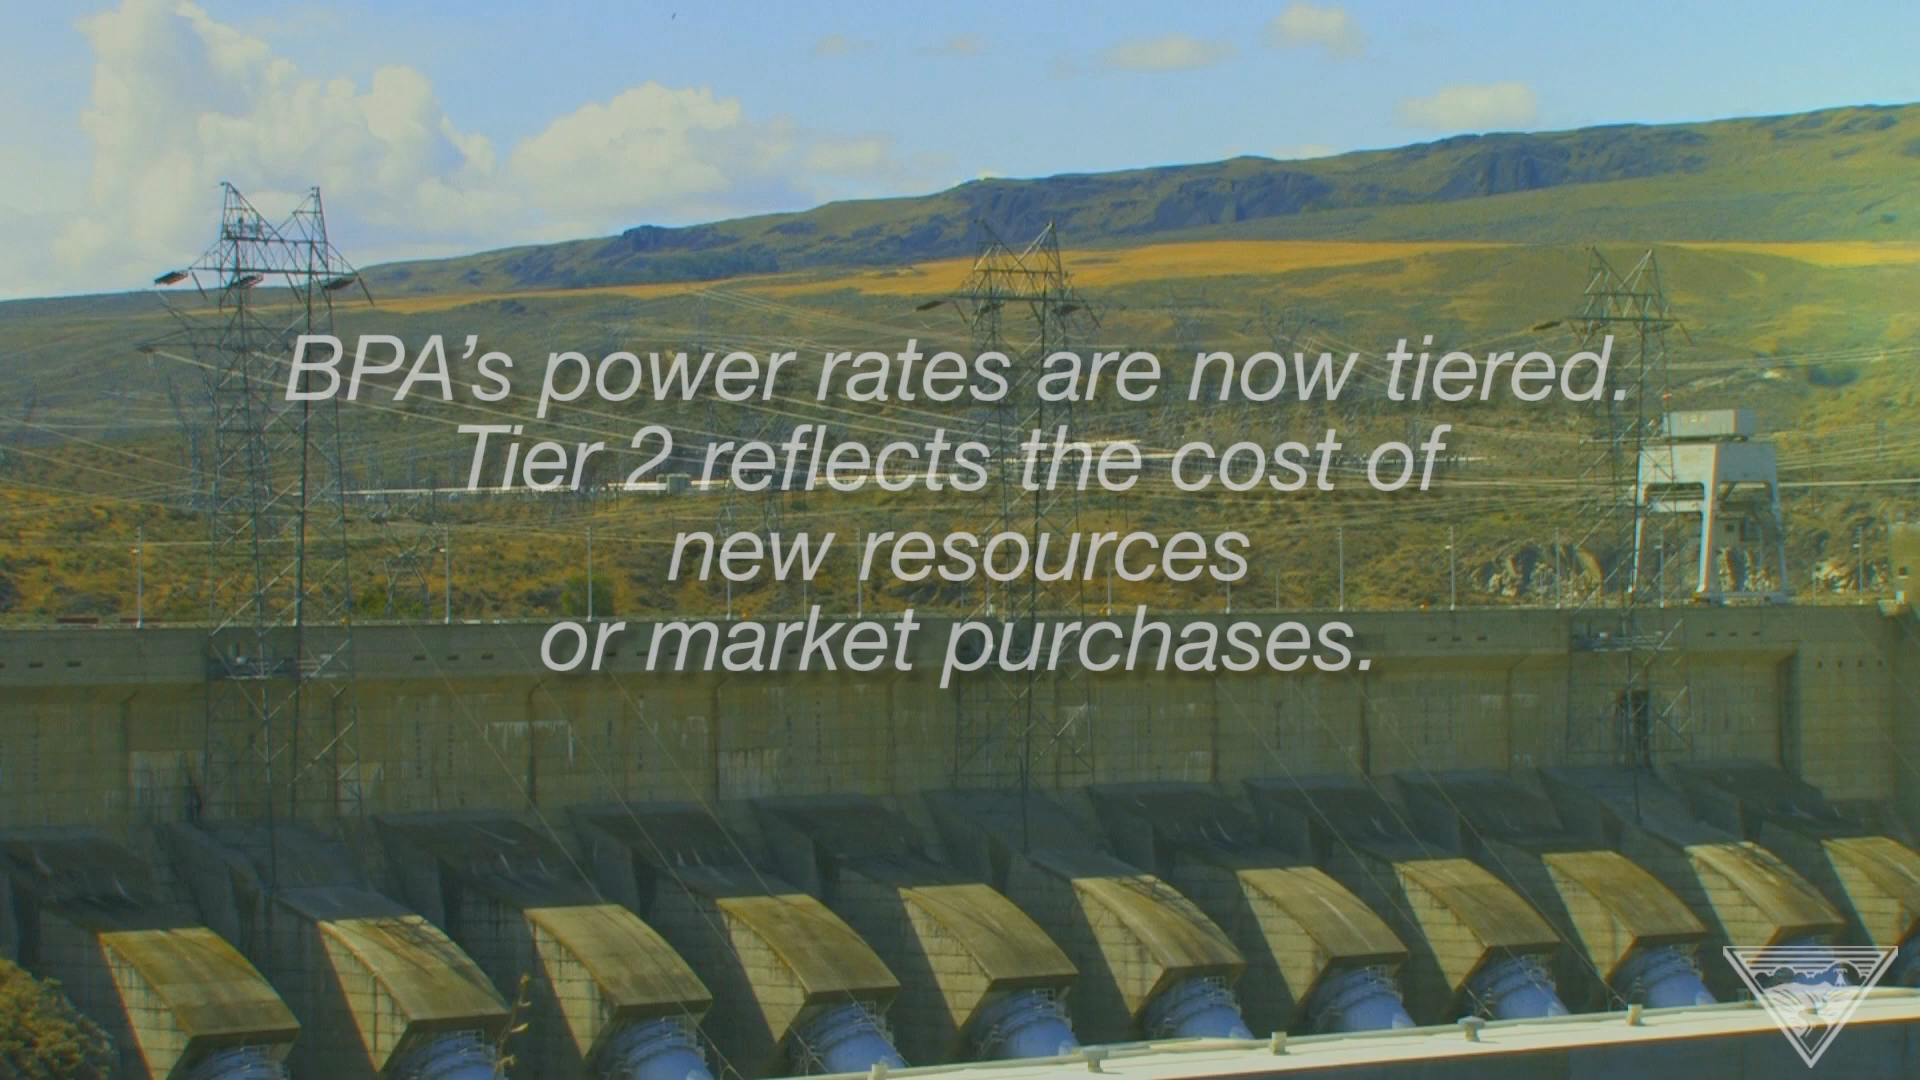 BPA’s power rates are now tiered.
Tier 2 reflects the cost of
new resources
or market purchases.